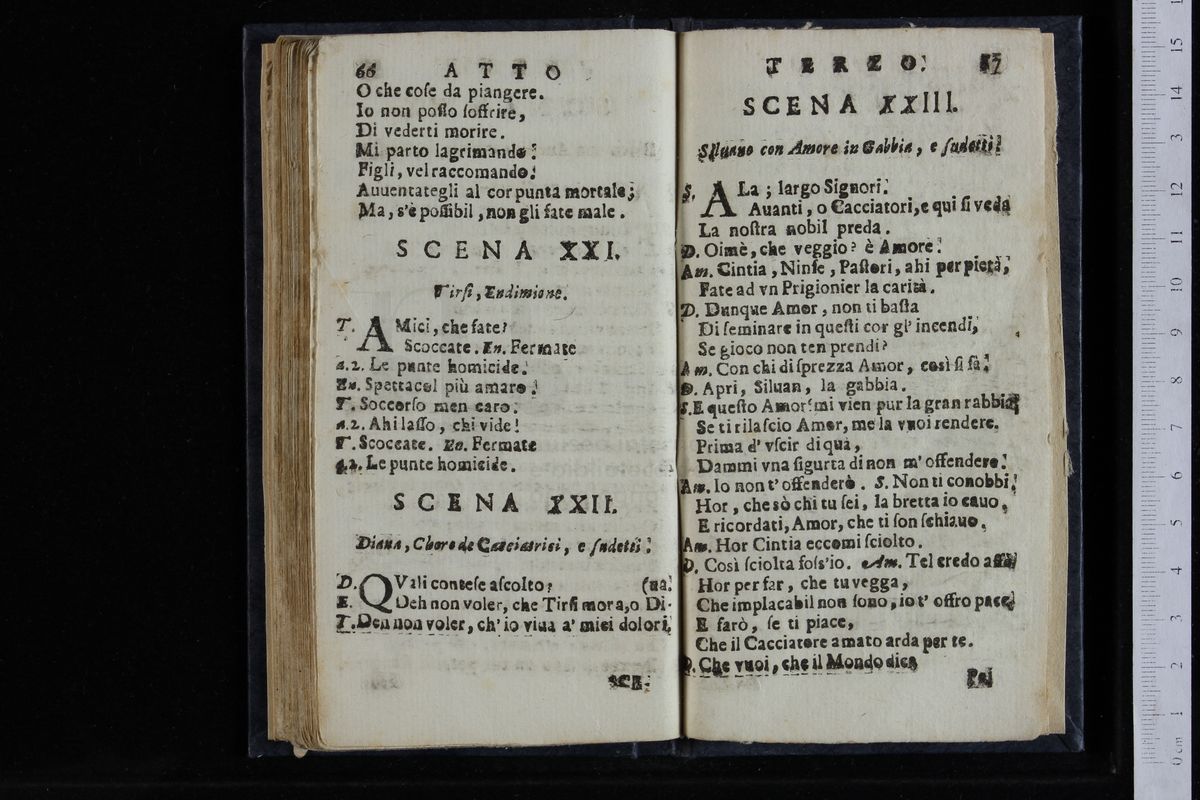 66 ATTO
O che coſe da piangere.
Io non poſſo ſoffrire,
Di vederti morire.
Mi parto lagrimando:
Figli, vel raccomando:
Auuentategli al cor punta mortale;
Ma, s'è poſſibil, non gli fate male.
SCENA XXI.
Tirſi, Endimione.
T. AMici, che fate?
Scoccate. En. Fermate
a.2. Le punte homicide.
En. Spettacol più amaro!
T. Soccorſo men caro:
a.2. Ahi laſſo, chi vide!
T. Scoccate. En. Fermate
a.2. Le punte homicide.
SCENA XXII.
Diana, Choro de Cacciatrici, e ſudetti.
D. QVali conteſe aſcolto? (na.
E. Deh non voler, che Tirſi mora, o Di-
T. Deh non voler, ch'io viua a' miei dolori.
SCE-
TERZO. 67
SCENA XXIII.
Siluano con Amore in Gabbia, e ſudetti.
S. ALa; largo Signori.
Auanti, o Cacciatori, e qui ſi veda
La noſtra nobil preda.
D. Oimè, che veggio? è Amore.
Am. Cintia, Ninfe, Paſtori, ahi per pietà,
Fate ad vn Prigionier la carità.
D. Dunque Amor, non ti baſta
Di ſeminare in queſti cor gl' incendi,
Se gioco non ten prendi?
Am. Con chi diſprezza Amor, così ſi fà.
D. Apri, Siluan, la gabbia.
S. E queſto Amor: mi vien pur la gran rabbia
Se ti rilaſcio Amor, me la vuoi rendere.
Prima d' vſcir di quà,
Dammi vna ſigurtà di non m' offendere.
Am. Io non t' offenderò. S. Non ti conobbi.
Hor, che sò chi tu ſei, la bretta io cauo,
E ricordati, Amor, che ti ſon ſchiauo.
Am. Hor Cintia eccomi ſciolto.
D. Così ſciolta foſs'io. Am. Tel credo affè
Hor per far, che tu vegga,
Che implacabil non ſono, io t' offro pace,
E farò, ſe ti piace,
Che il Cacciatore amato arda per te.
D. Che vuoi, che il Mondo dica